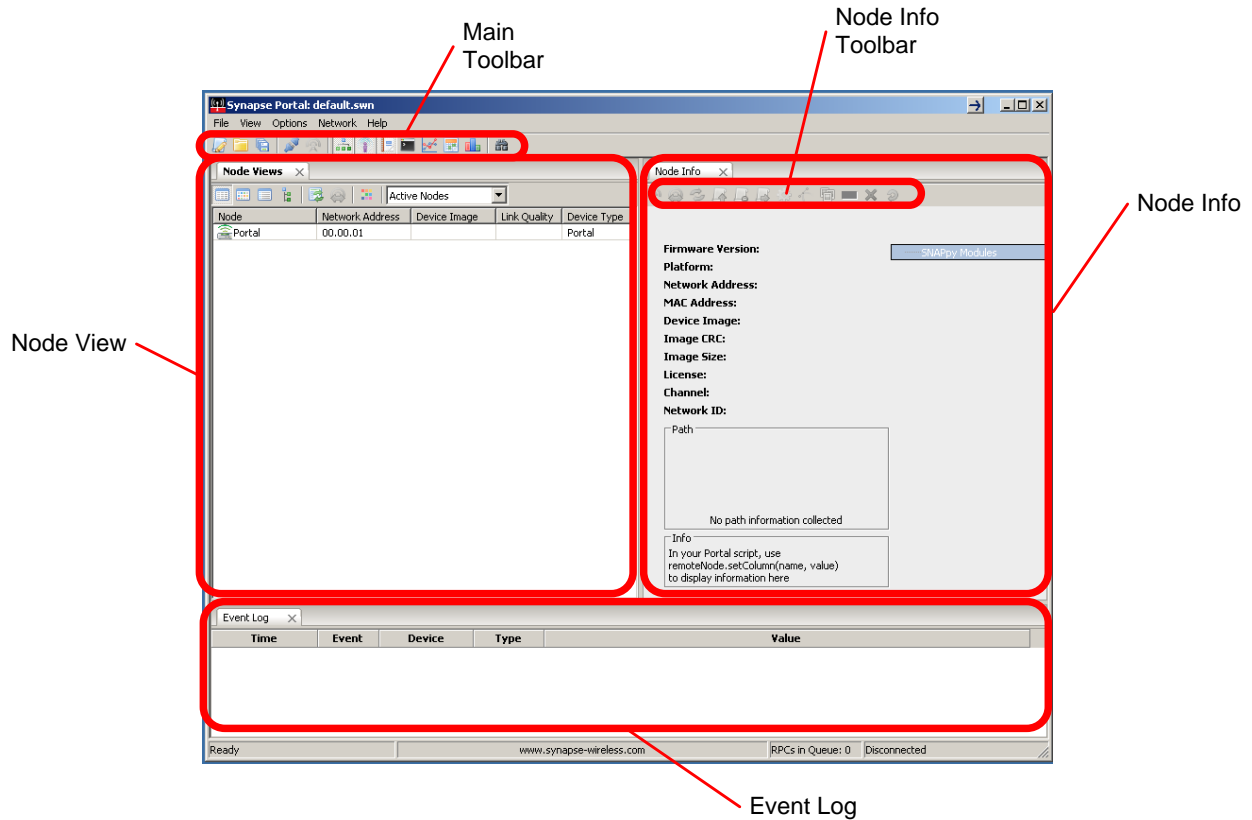 Main
Toolbar
Node Info
Toolbar
Synapse Portal: default.swn
File View Options Network Help
Node Views
Node Info
Active Nodes
Node Info
Node Network Address Device Image Link Quality Device Type
Portal 00.00.01 Portal
Firmware Version:
SNAPpy Modules
Platform:
Network Address:
MAC Address:
Device Image:
Node View
Image CRC:
Image Size:
License:
Channel:
Network ID:
Path
No path information collected
Info
In your Portal script, use
remoteNode.setColumn(name, value)
to display information here
Event Log
Time Event Device Type Value
Ready www.synapse-wireless.com RPCs in Queue: 0 Disconnected
Event Log